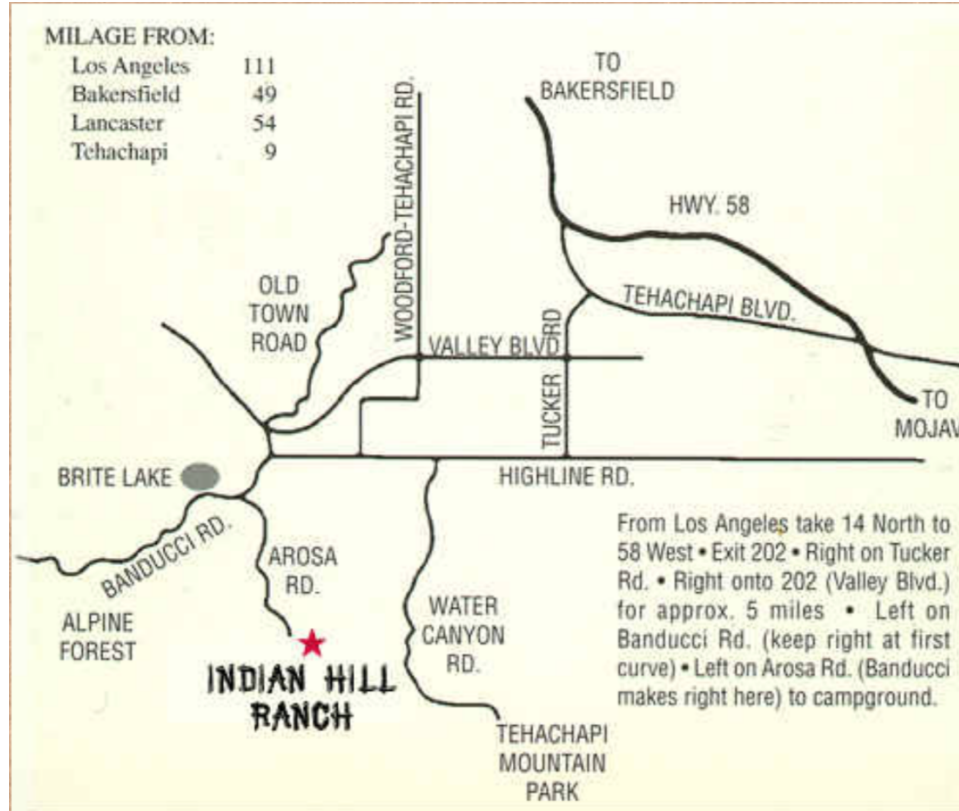 MILAGE FROM:
Los Angeles 111
Bakersfield 49
Lancaster 54
Tehachapi 9
TO
BAKERSFIELD
WOODFORD-TEHACHAPI RD.
HWY. 58
OLD
TOWN
ROAD
TEHACHAPI BLVD.
VALLEY BLVD
TUCKER RD
TO
MOJAV
BRITE LAKE
HIGHLINE RD.
BANDUCCI RD.
AROSA
RD.
ALPINE
FOREST
WATER
CANYON
RD.
INDIAN HILL
RANCH
TEHACHAPI
MOUNTAIN
PARK
From Los Angeles take 14 North to
58 West • Exit 202 • Right on Tucker
Rd. • Right onto 202 (Valley Blvd.)
for approx. 5 miles • Left on
Banducci Rd. (keep right at first
curve) • Left on Arosa Rd. (Banducci
makes right here) to campground.